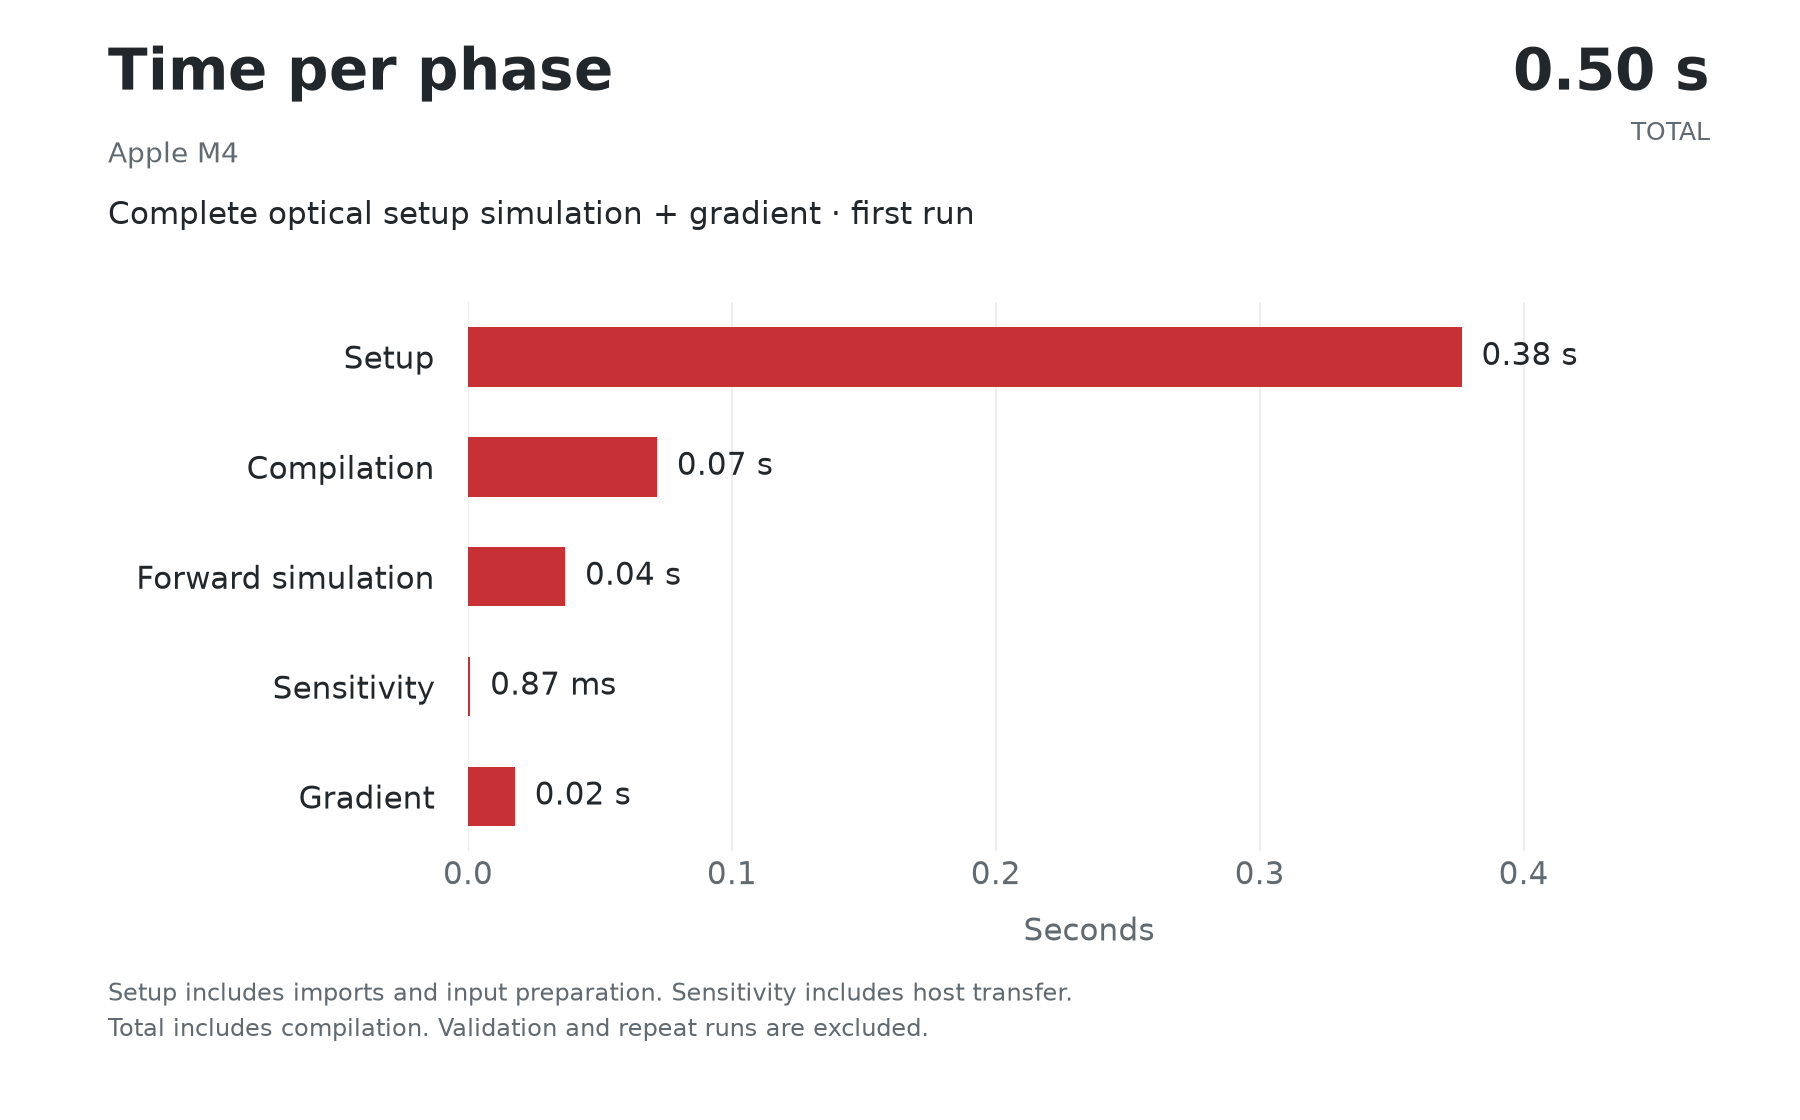 Time per phase
0.50 s
TOTAL
Apple M4
Complete optical setup simulation + gradient · first run
Setup
0.38 s
Compilation
0.07 s
Forward simulation
0.04 s
Sensitivity
0.87 ms
Gradient
0.02 s
0.0 0.1 0.2 0.3 0.4
Seconds
Setup includes imports and input preparation. Sensitivity includes host transfer.
Total includes compilation. Validation and repeat runs are excluded.